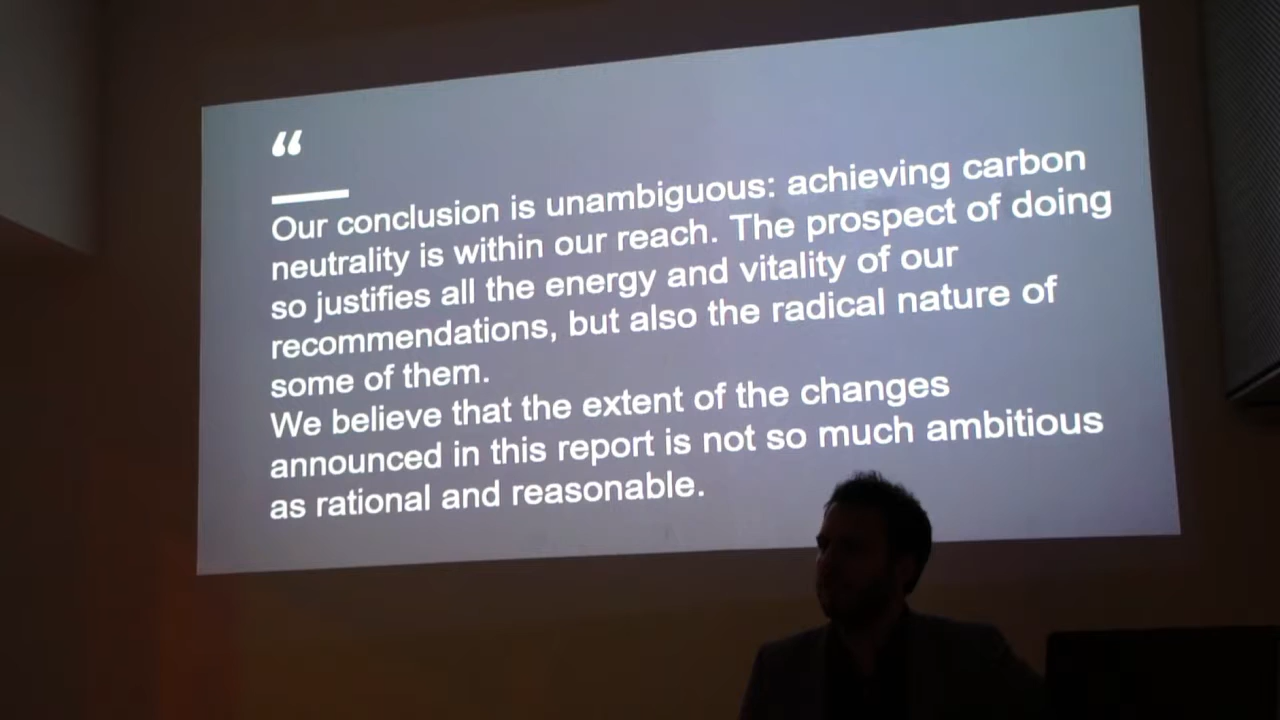 “
Our conclusion is unambiguous: achieving carbon
neutrality is within our reach. The prospect of doing
so justifies all the energy and vitality of our
recommendations, but also the radical nature of
some of them.
We believe that the extent of the changes
announced in this report is not so much ambitious
as rational and reasonable.